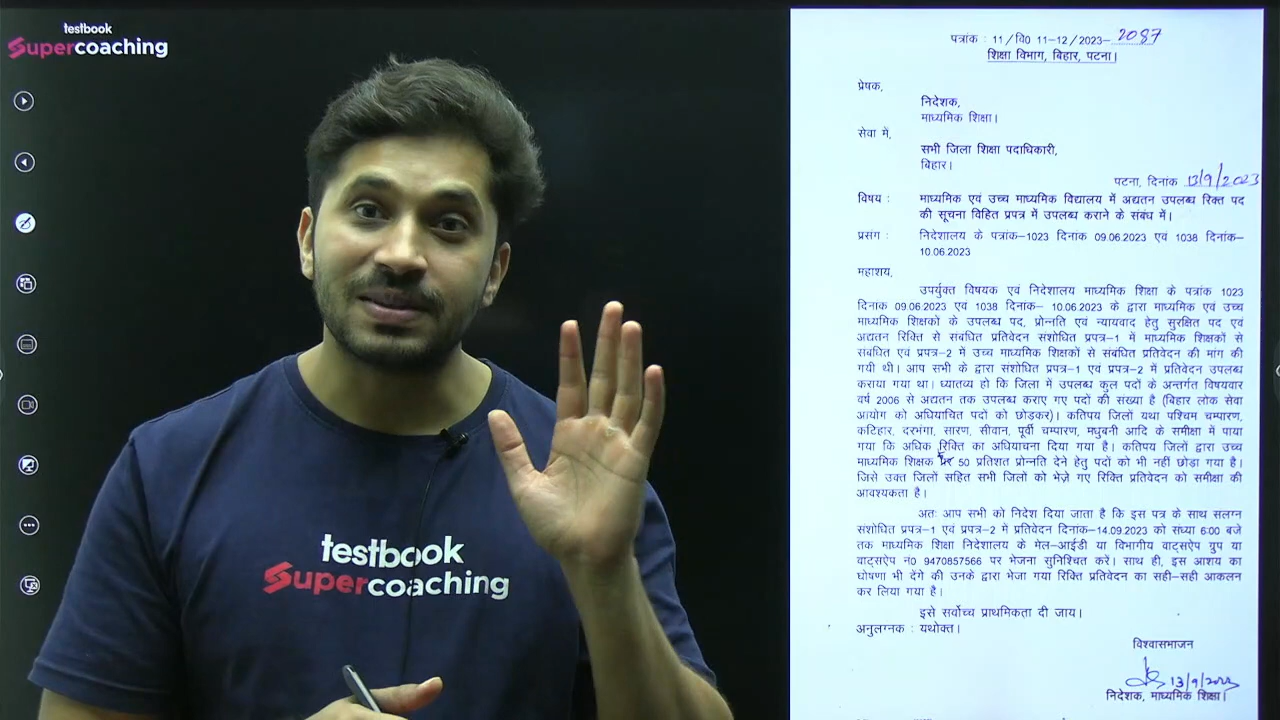 testbook
Supercoaching
testbook
Supercoaching
पत्रांक : 11/वि0 11-12/2023- 2087
शिक्षा विभाग, बिहार, पटना।
प्रेषक,
निदेशक,
माध्यमिक शिक्षा।
सेवा में,
सभी जिला शिक्षा पदाधिकारी,
बिहार।
पटना, दिनांक 13/9/2023
विषय : माध्यमिक एवं उच्च माध्यमिक विद्यालय में अद्यतन उपलब्ध रिक्त पद
की सूचना विहित प्रपत्र में उपलब्ध कराने के संबंध में।
प्रसंग : निदेशालय के पत्रांक-1023 दिनाक 09.06.2023 एवं 1038 दिनांक-
10.06.2023
महाशय,
उपर्युक्त विषयक एवं निदेशालय माध्यमिक शिक्षा के पत्रांक 1023
दिनाक 09.06.2023 एव 1038 दिनांक- 10.06.2023 के द्वारा माध्यमिक एवं उच्च
माध्यमिक शिक्षकों के उपलब्ध पद, प्रोन्नति एवं न्यायवाद हेतु सुरक्षित पद एवं
अद्यतन रिक्ति से संबंधित प्रतिवेदन संशोधित प्रपत्र-1 में माध्यमिक शिक्षकों से
संबंधित एवं प्रपत्र-2 में उच्च माध्यमिक शिक्षकों से संबंधित प्रतिवेदन की मांग की
गयी थी। आप सभी के द्वारा संशोधित प्रपत्र-1 एवं प्रपत्र-2 में प्रतिवेदन उपलब्ध
कराया गया था। ध्यातव्य हो कि जिला में उपलब्ध कुल पदों के अन्तर्गत विषयवार
वर्ष 2006 से अद्यतन तक उपलब्ध कराए गए पदों की संख्या है (बिहार लोक सेवा
आयोग को अधियाचित पदों को छोड़कर)। कतिपय जिलों यथा पश्चिम चम्पारण,
कटिहार, दरभंगा, सारण, सीवान, पूर्वी चम्पारण, मधुबनी आदि के समीक्षा में पाया
गया कि अधिक रिक्ति का अधियाचना दिया गया है। कतिपय जिलों द्वारा उच्च
माध्यमिक शिक्षक पर 50 प्रतिशत प्रोन्नति देने हेतु पदों को भी नहीं छोडा गया है।
जिसे उक्त जिलों सहित सभी जिलों को भेज़े गए रिक्ति प्रतिवेदन को समीक्षा की
आवश्यकता है।
अतः आप सभी को निदेश दिया जाता है कि इस पत्र के साथ सलग्न
संशोधित प्रपत्र-1 एवं प्रपत्र-2 में प्रतिवेदन दिनाक-14.09.2023 को संध्या 6:00 बजे
तक माध्यमिक शिक्षा निदेशालय के मेल-आईडी या विभागीय वाट्सऐप ग्रुप या
वाट्सऐप न0 9470857566 पर भेजना सुनिश्चित करें। साथ ही, इस आशय का
घोषणा भी देंगे की उनके द्वारा भेजा गया रिक्ति प्रतिवेदन का सही-सही आकलन
कर लिया गया है।
इसे सर्वोच्च प्राथमिकता दी जाय।
अनुलग्नक : यथोक्त।
विश्वासभाजन
13/9/2023
निदेशक, माध्यमिक शिक्षा।